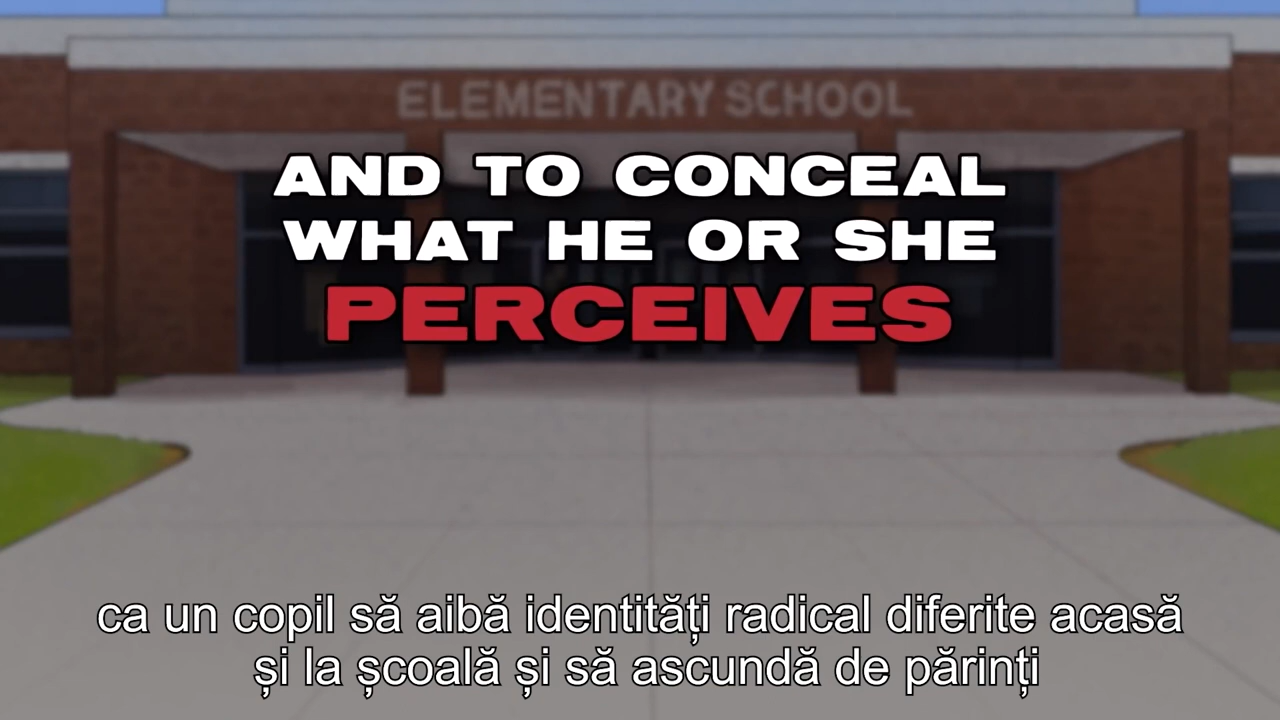 ELEMENTARY SCHOOL
AND TO CONCEAL
WHAT HE OR SHE
PERCEIVES
ca un copil să aibă identități radical diferite acasă
și la școală și să ascundă de părinți